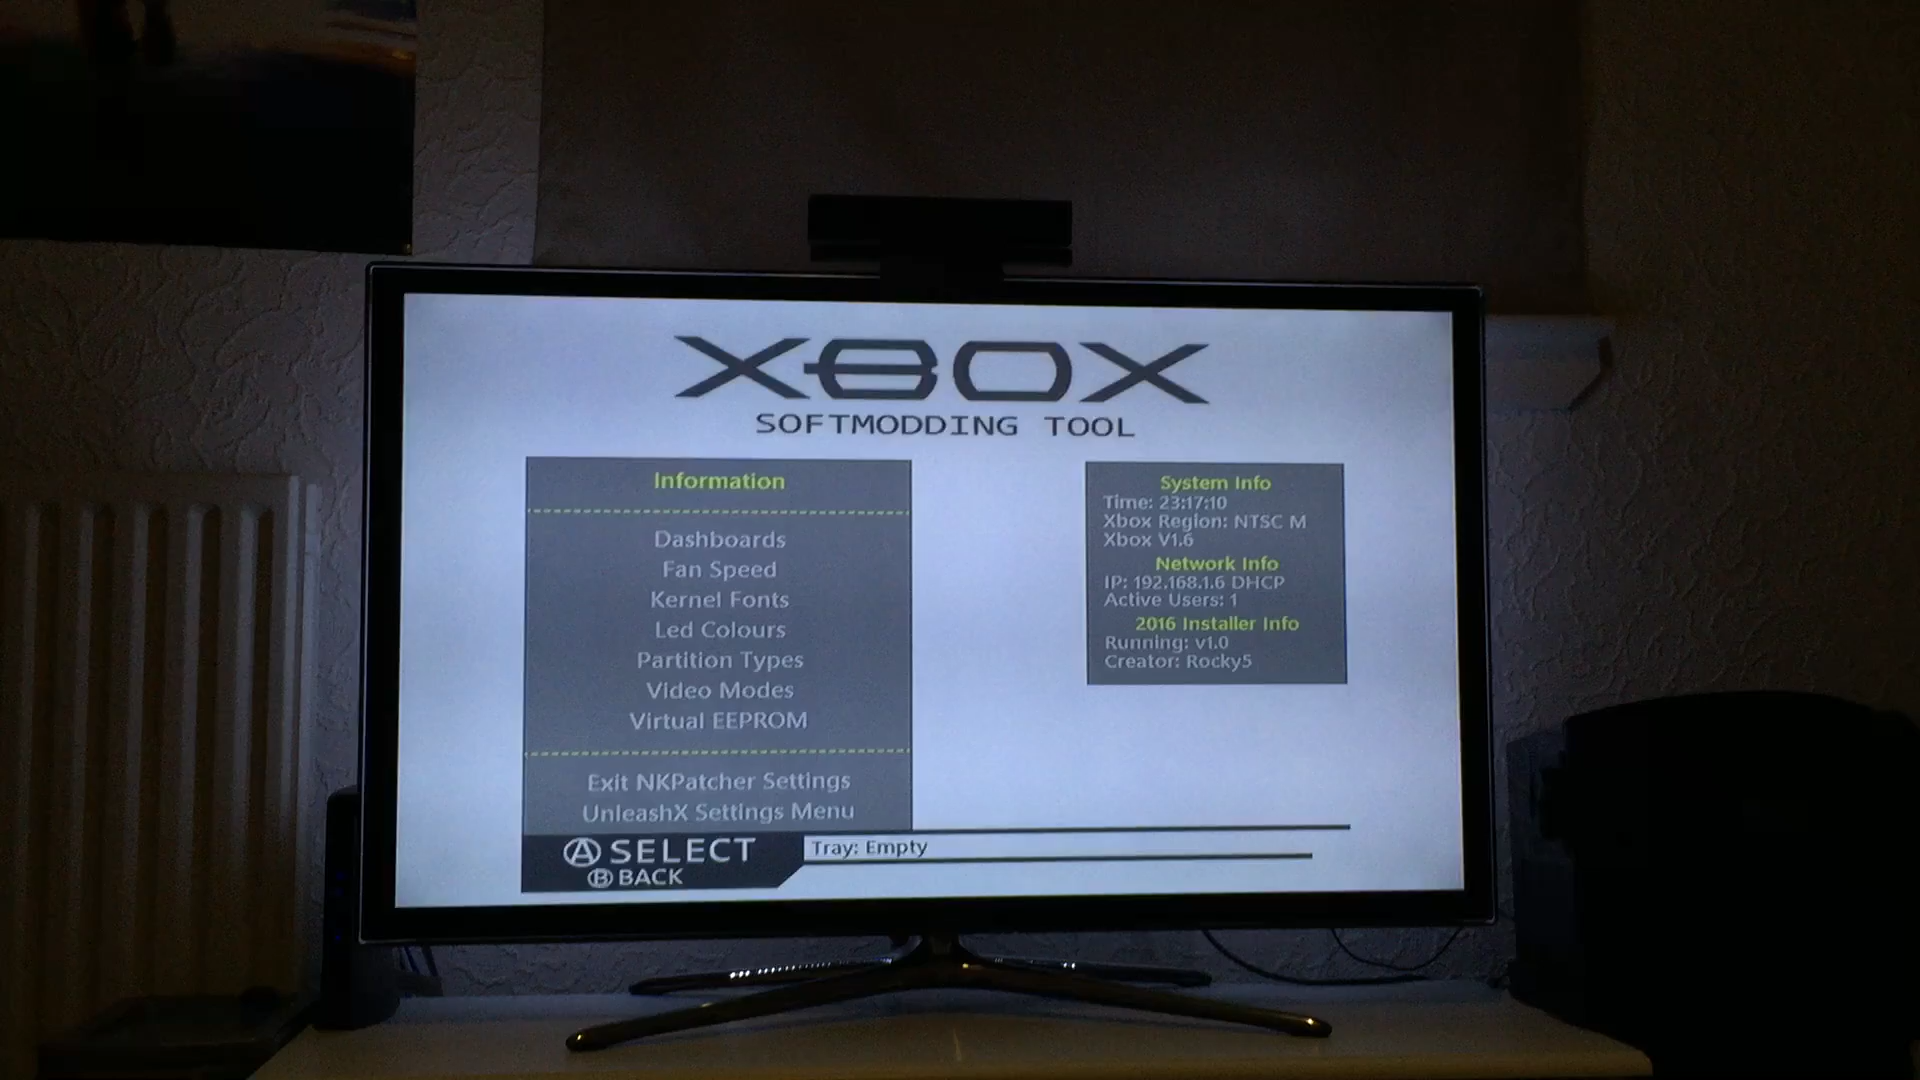 XBOX
SOFTMODDING TOOL
Information
Dashboards
Fan Speed
Kernel Fonts
Led Colours
Partition Types
Video Modes
Virtual EEPROM
Exit NKPatcher Settings
UnleashX Settings Menu
System Info
Time: 23:17:10
Xbox Region: NTSC M
Xbox V1.6
Network Info
IP: 192.168.1.6 DHCP
Active Users: 1
2016 Installer Info
Running: v1.0
Creator: Rocky5
A SELECT
B BACK
Tray: Empty